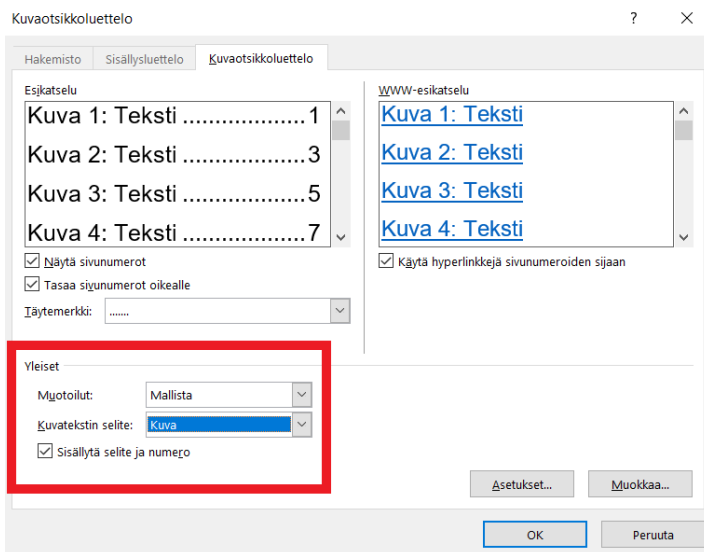 Kuvaotsikkoluettelo ? ×
Hakemisto Sisällysluettelo Kuvaotsikkoluettelo
Esikatselu
Kuva 1: Teksti .....................1
Kuva 2: Teksti .....................3
Kuva 3: Teksti .....................5
Kuva 4: Teksti .....................7
Näytä sivunumerot
Tasaa sivunumerot oikealle
Täytemerkki: .......
WWW-esikatselu
Kuva 1: Teksti
Kuva 2: Teksti
Kuva 3: Teksti
Kuva 4: Teksti
Käytä hyperlinkkejä sivunumeroiden sijaan
Yleiset
Muotoilut: Mallista
Kuvatekstin selite: Kuva
Sisällytä selite ja numero
Asetukset... Muokkaa...
OK Peruuta